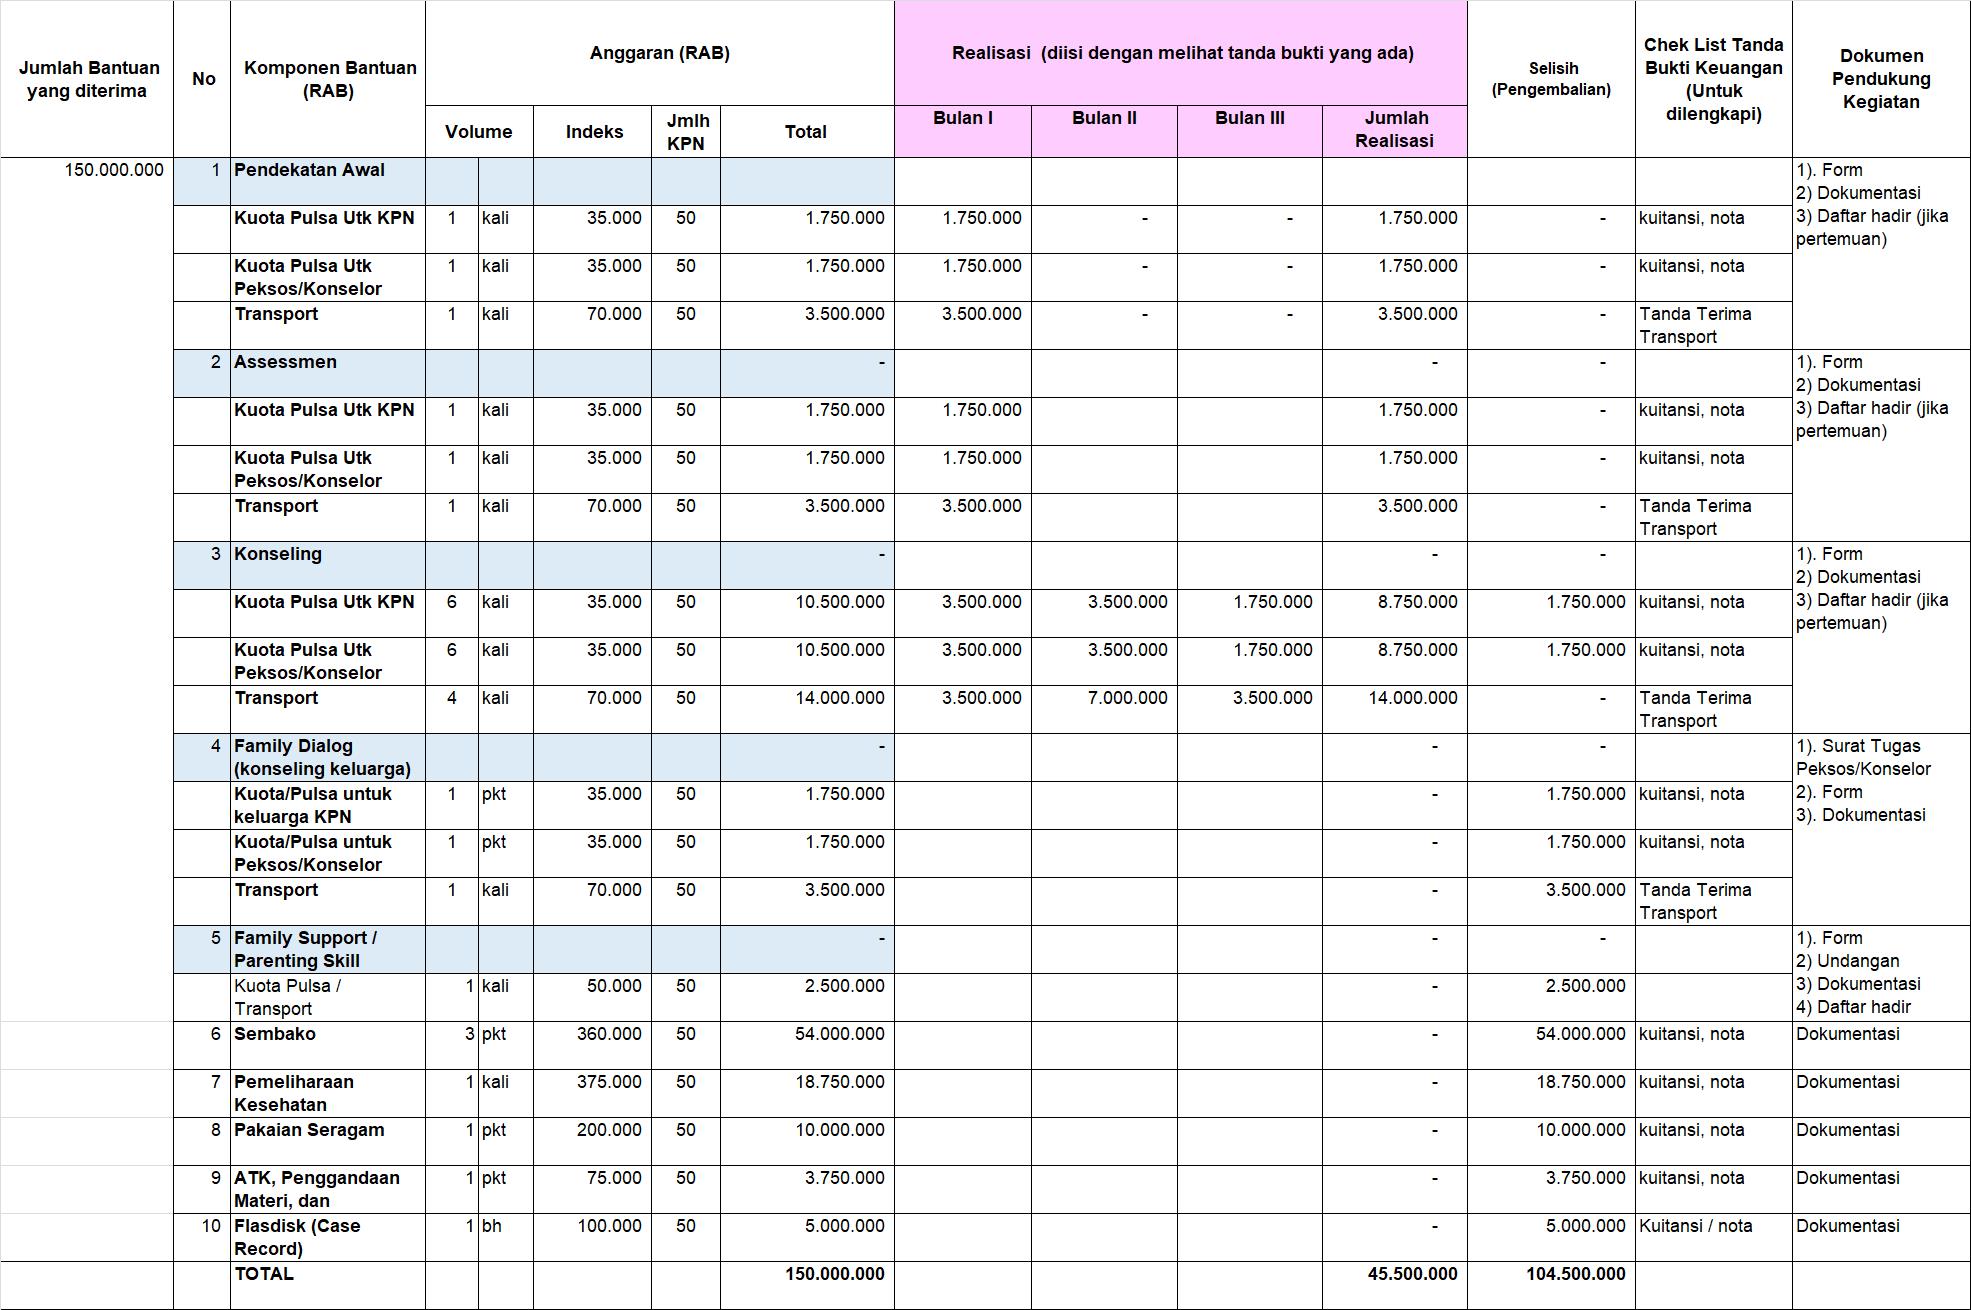 Jumlah Bantuan yang diterima No Komponen Bantuan (RAB) Anggaran (RAB) Realisasi (diisi dengan melihat tanda bukti yang ada) Selisih (Pengembalian) Chek List Tanda Bukti Keuangan (Untuk dilengkapi) Dokumen Pendukung Kegiatan
Volume Indeks Jmlh KPN Total Bulan I Bulan II Bulan III Jumlah Realisasi
150.000.000 1 Pendekatan Awal 1). Form
2) Dokumentasi
3) Daftar hadir (jika pertemuan)
Kuota Pulsa Utk KPN 1 kali 35.000 50 1.750.000 1.750.000 - - 1.750.000 - kuitansi, nota
Kuota Pulsa Utk Peksos/Konselor 1 kali 35.000 50 1.750.000 1.750.000 - - 1.750.000 - kuitansi, nota
Transport 1 kali 70.000 50 3.500.000 3.500.000 - - 3.500.000 - Tanda Terima Transport
2 Assessmen - - - 1). Form
2) Dokumentasi
3) Daftar hadir (jika pertemuan)
Kuota Pulsa Utk KPN 1 kali 35.000 50 1.750.000 1.750.000 1.750.000 - kuitansi, nota
Kuota Pulsa Utk Peksos/Konselor 1 kali 35.000 50 1.750.000 1.750.000 1.750.000 - kuitansi, nota
Transport 1 kali 70.000 50 3.500.000 3.500.000 3.500.000 - Tanda Terima Transport
3 Konseling - - - 1). Form
2) Dokumentasi
3) Daftar hadir (jika pertemuan)
Kuota Pulsa Utk KPN 6 kali 35.000 50 10.500.000 3.500.000 3.500.000 1.750.000 8.750.000 1.750.000 kuitansi, nota
Kuota Pulsa Utk Peksos/Konselor 6 kali 35.000 50 10.500.000 3.500.000 3.500.000 1.750.000 8.750.000 1.750.000 kuitansi, nota
Transport 4 kali 70.000 50 14.000.000 3.500.000 7.000.000 3.500.000 14.000.000 - Tanda Terima Transport
4 Family Dialog (konseling keluarga) - - - 1). Surat Tugas Peksos/Konselor
2). Form
3). Dokumentasi
Kuota/Pulsa untuk keluarga KPN 1 pkt 35.000 50 1.750.000 - 1.750.000 kuitansi, nota
Kuota/Pulsa untuk Peksos/Konselor 1 pkt 35.000 50 1.750.000 - 1.750.000 kuitansi, nota
Transport 1 kali 70.000 50 3.500.000 - 3.500.000 Tanda Terima Transport
5 Family Support / Parenting Skill - - - 1). Form
2) Undangan
3) Dokumentasi
4) Daftar hadir
Kuota Pulsa / Transport 1 kali 50.000 50 2.500.000 - 2.500.000
6 Sembako 3 pkt 360.000 50 54.000.000 - 54.000.000 kuitansi, nota Dokumentasi
7 Pemeliharaan Kesehatan 1 kali 375.000 50 18.750.000 - 18.750.000 kuitansi, nota Dokumentasi
8 Pakaian Seragam 1 pkt 200.000 50 10.000.000 - 10.000.000 kuitansi, nota Dokumentasi
9 ATK, Penggandaan Materi, dan 1 pkt 75.000 50 3.750.000 - 3.750.000 kuitansi, nota Dokumentasi
10 Flasdisk (Case Record) 1 bh 100.000 50 5.000.000 - 5.000.000 Kuitansi / nota Dokumentasi
TOTAL 150.000.000 45.500.000 104.500.000